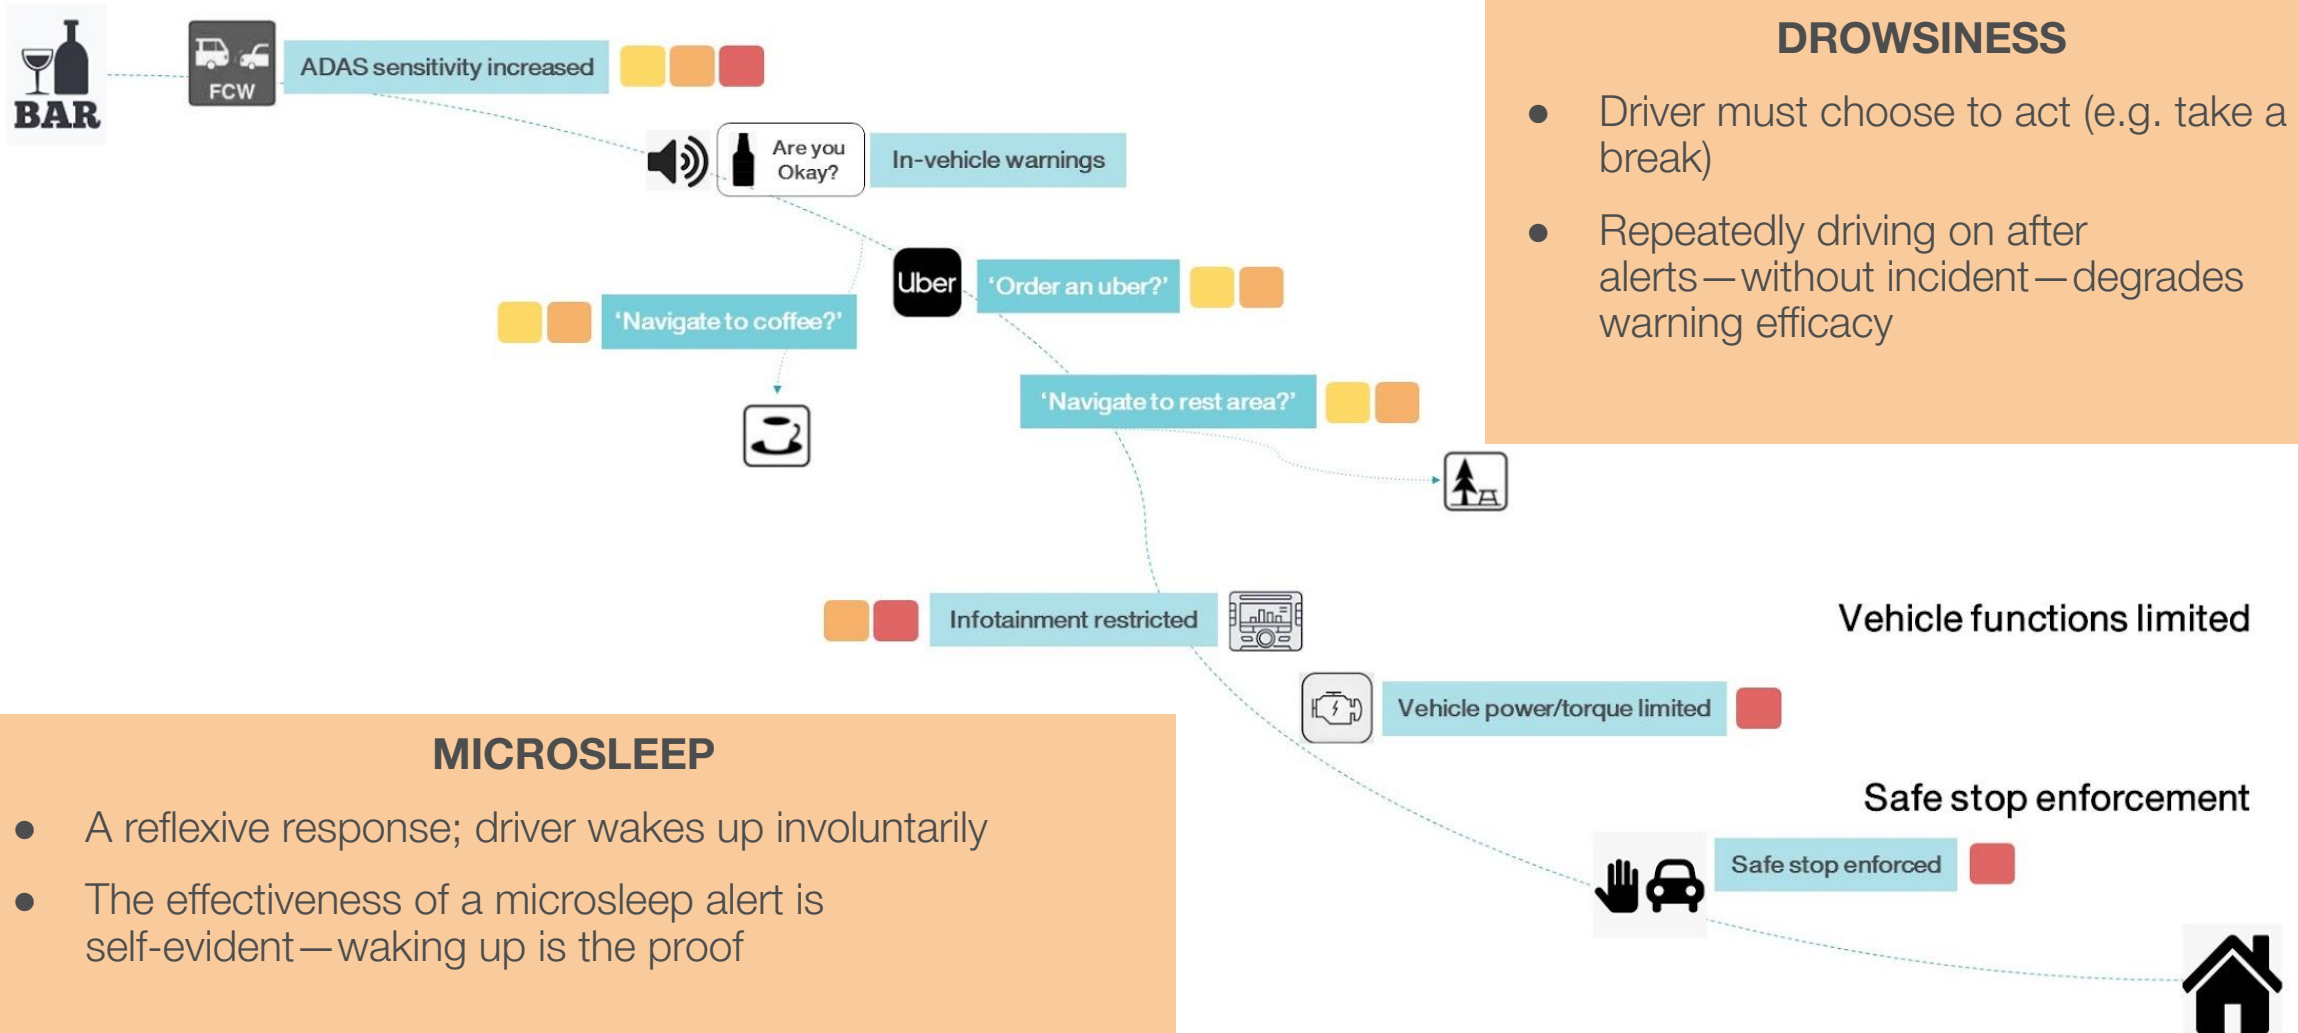 BAR
FCW
ADAS sensitivity increased
Are you
Okay?
In-vehicle warnings
Uber
‘Order an uber?’
‘Navigate to coffee?’
‘Navigate to rest area?’
DROWSINESS
● Driver must choose to act (e.g. take a
break)
● Repeatedly driving on after
alerts—without incident—degrades
warning efficacy
Infotainment restricted
Vehicle functions limited
Vehicle power/torque limited
Safe stop enforcement
Safe stop enforced
MICROSLEEP
● A reflexive response; driver wakes up involuntarily
● The effectiveness of a microsleep alert is
self-evident—waking up is the proof